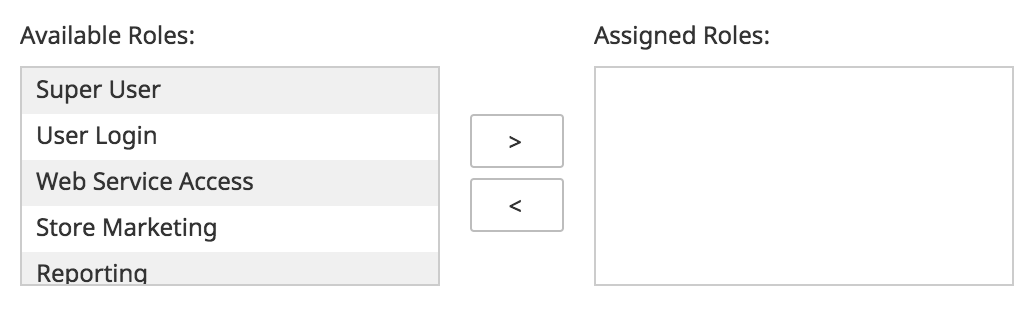 Available Roles:
Assigned Roles:
Super User
User Login
Web Service Access
Store Marketing
Reporting
>
<